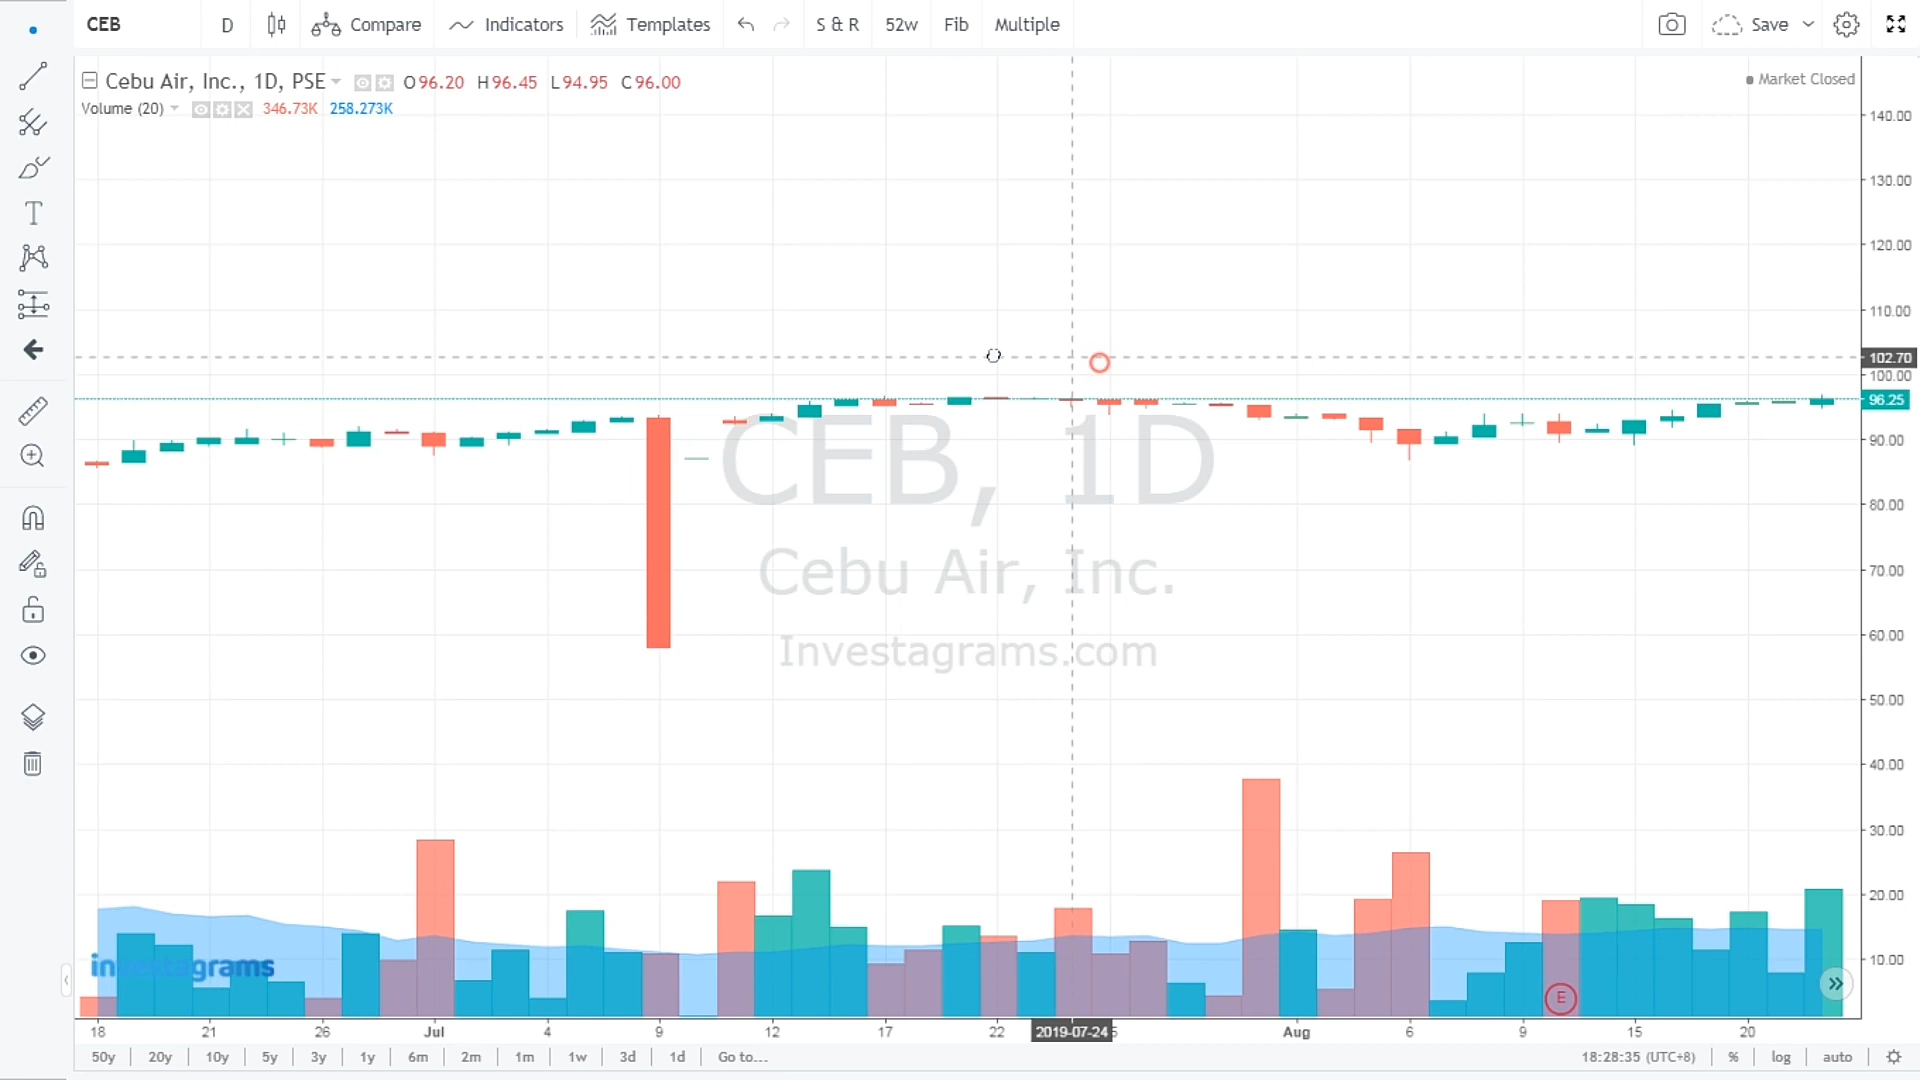 CEB D Compare Indicators Templates S & R 52w Fib Multiple Save
Cebu Air, Inc., 1D, PSE O96.20 H96.45 L94.95 C96.00
Market Closed
Volume (20) 346.73K 258.273K
140.00
130.00
120.00
110.00
102.70
100.00
96.25
90.00
80.00
70.00
60.00
50.00
40.00
30.00
20.00
10.00
CEB, 1D
Cebu Air, Inc.
Investagrams.com
investagrams
E
18 21 26 Jul 4 9 12 17 22 2019-07-24 Aug 6 9 15 20
50y 20y 10y 5y 3y 1y 6m 2m 1m 1w 3d 1d Go to... 18:28:35 (UTC+8) % log auto